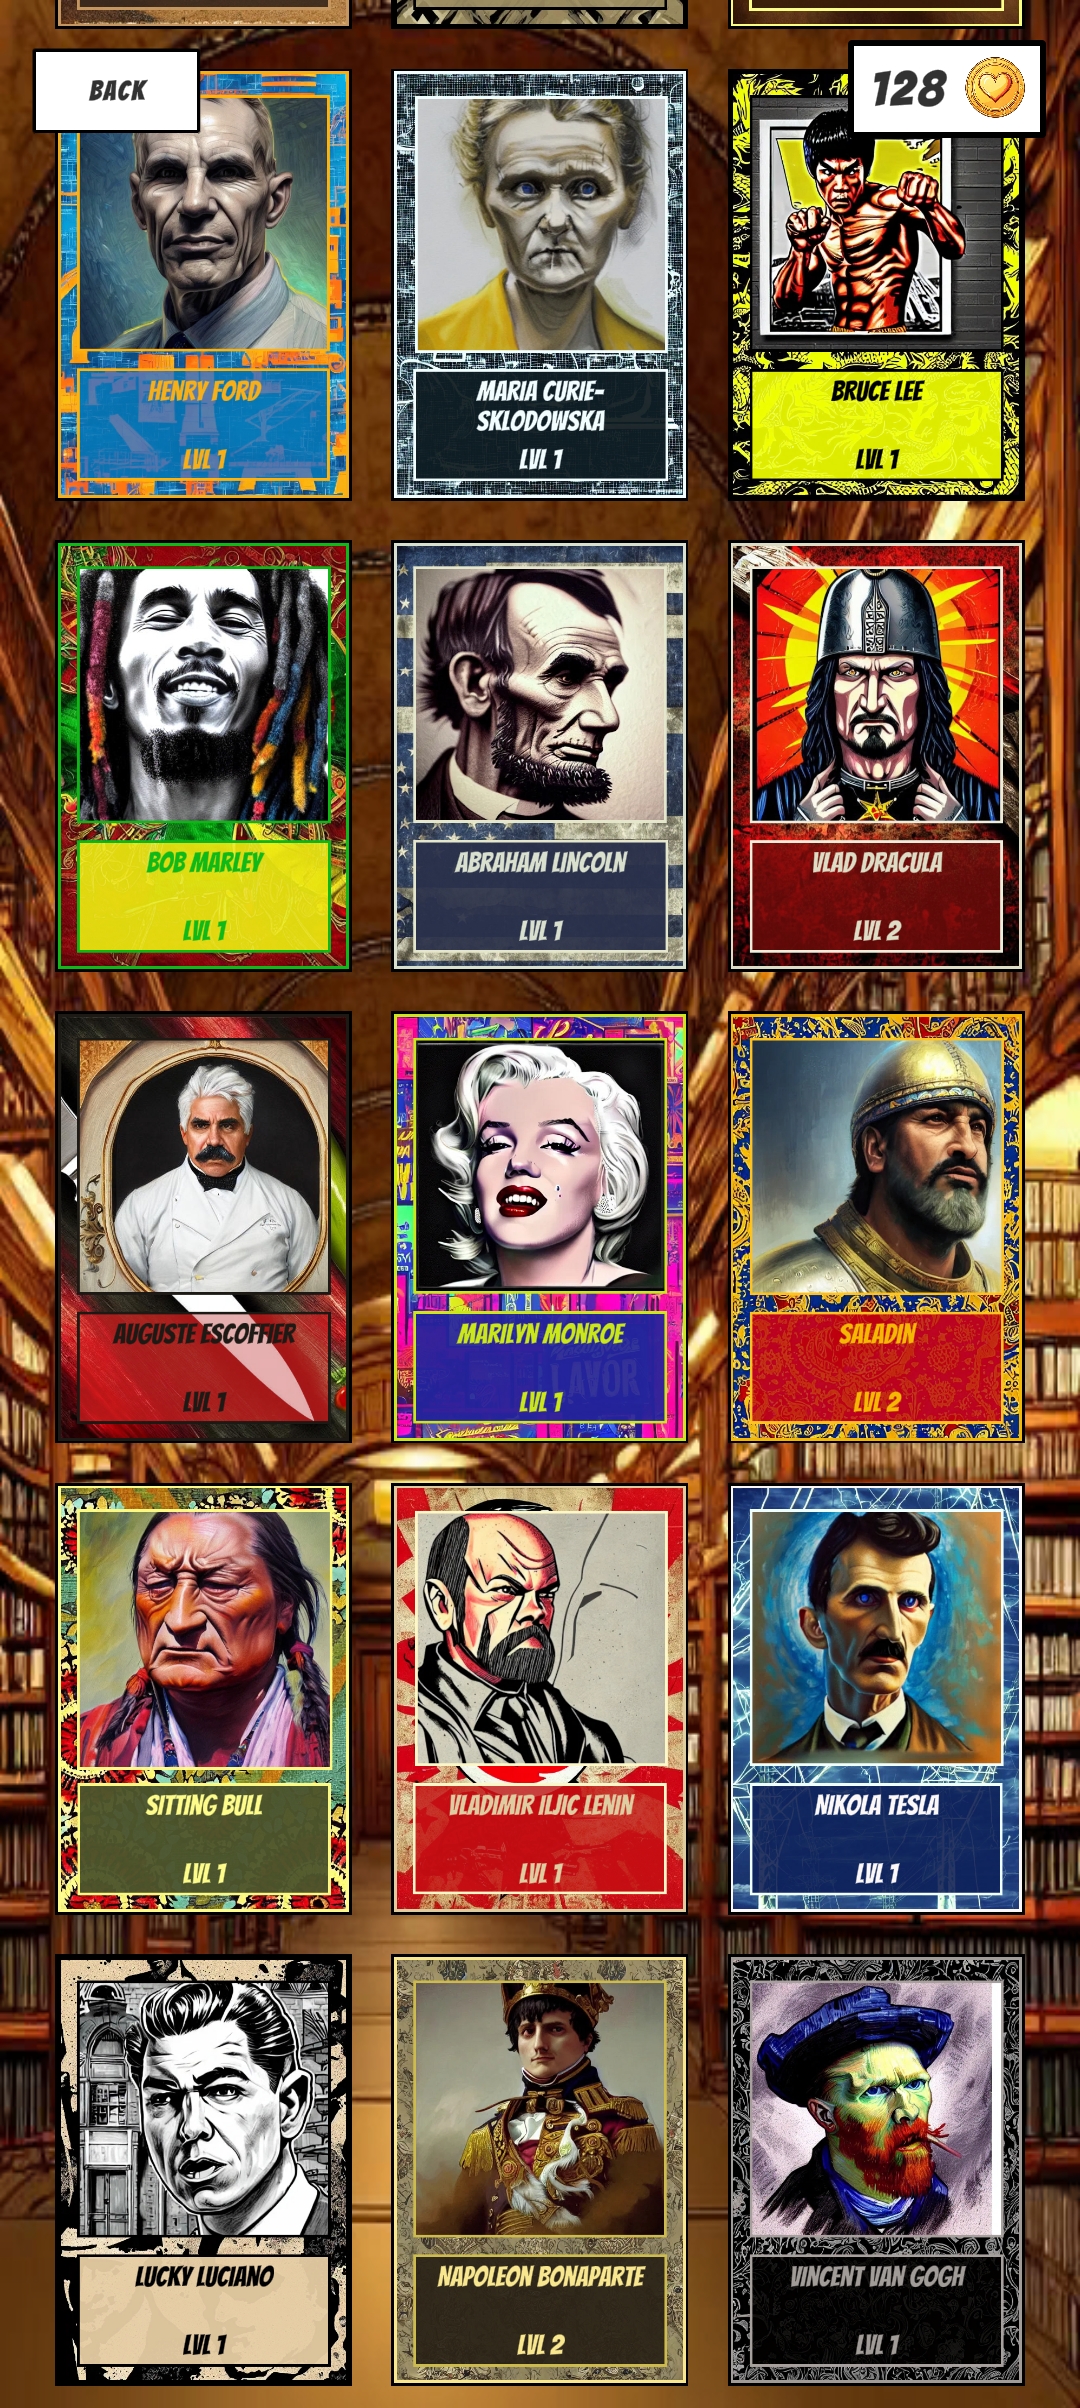 BACK
128
HENRY FORD
LVL 1
MARIA CURIE-
SKLODOWSKA
LVL 1
BRUCE LEE
LVL 1
BOB MARLEY
LVL 1
ABRAHAM LINCOLN
LVL 1
VLAD DRACULA
LVL 2
AUGUSTE ESCOFFIER
LVL 1
MARILYN MONROE
LVL 1
SALADIN
LVL 2
SITTING BULL
LVL 1
VLADIMIR ILJIC LENIN
LVL 1
NIKOLA TESLA
LVL 1
LUCKY LUCIANO
LVL 1
NAPOLEON BONAPARTE
LVL 2
VINCENT VAN GOGH
LVL 1